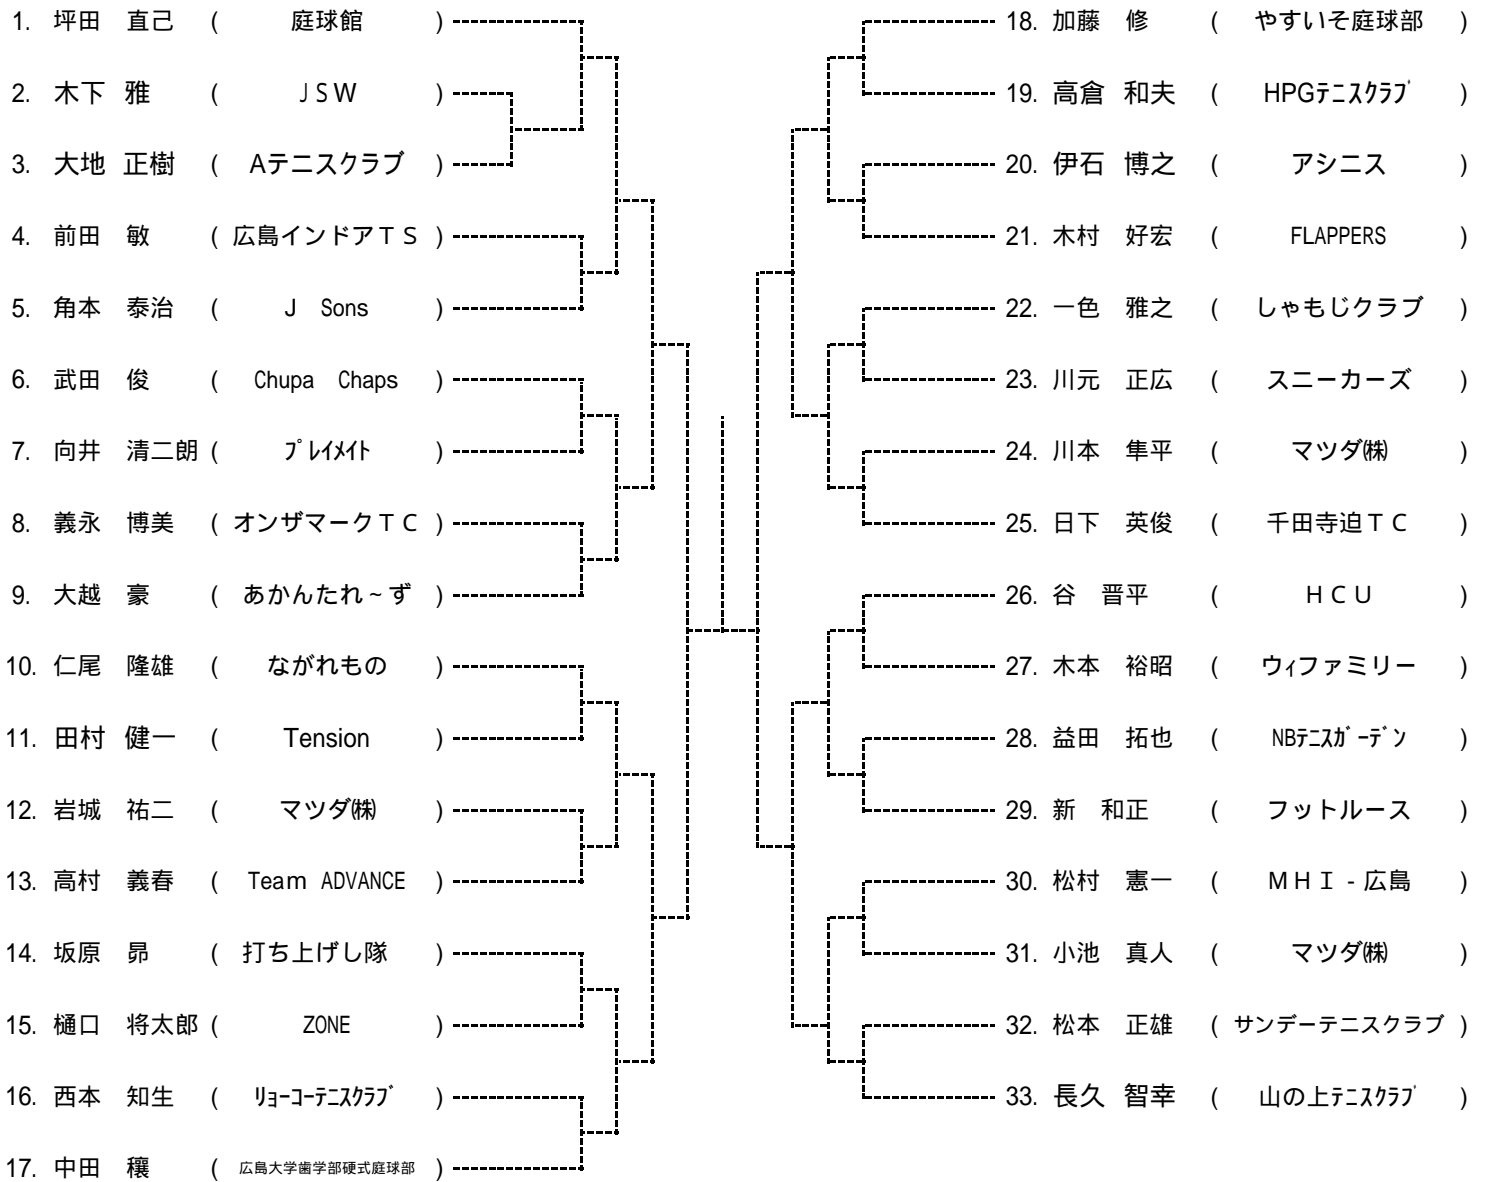 1. 坪田 直己 ( 庭球館 )
2. 木下 雅 ( ＪＳＷ )
3. 大地 正樹 ( Aテニスクラブ )
4. 前田 敏 ( 広島インドアＴＳ )
5. 角本 泰治 ( J Sons )
6. 武田 俊 ( Chupa Chaps )
7. 向井 清二朗 ( ﾌﾟﾚｲﾒｲﾄ )
8. 義永 博美 ( オンザマークＴＣ )
9. 大越 豪 ( あかんたれ～ず )
10. 仁尾 隆雄 ( ながれもの )
11. 田村 健一 ( Tension )
12. 岩城 祐二 ( マツダ㈱ )
13. 高村 義春 ( Team ADVANCE )
14. 坂原 昴 ( 打ち上げし隊 )
15. 樋口 将太郎 ( ZONE )
16. 西本 知生 ( ﾘｮｰｺｰﾃﾆｽｸﾗﾌﾞ )
17. 中田 穰 ( 広島大学歯学部硬式庭球部 )
18. 加藤 修 ( やすいそ庭球部 )
19. 高倉 和夫 ( HPGﾃﾆｽｸﾗﾌﾞ )
20. 伊石 博之 ( アシニス )
21. 木村 好宏 ( FLAPPERS )
22. 一色 雅之 ( しゃもじクラブ )
23. 川元 正広 ( スニーカーズ )
24. 川本 隼平 ( マツダ㈱ )
25. 日下 英俊 ( 千田寺迫ＴＣ )
26. 谷 晋平 ( ＨＣＵ )
27. 木本 裕昭 ( ウィファミリー )
28. 益田 拓也 ( NBﾃﾆｽｶﾞｰﾃﾞﾝ )
29. 新 和正 ( フットルース )
30. 松村 憲一 ( ＭＨＩ - 広島 )
31. 小池 真人 ( マツダ㈱ )
32. 松本 正雄 ( サンデーテニスクラブ )
33. 長久 智幸 ( 山の上ﾃﾆｽｸﾗﾌﾞ )